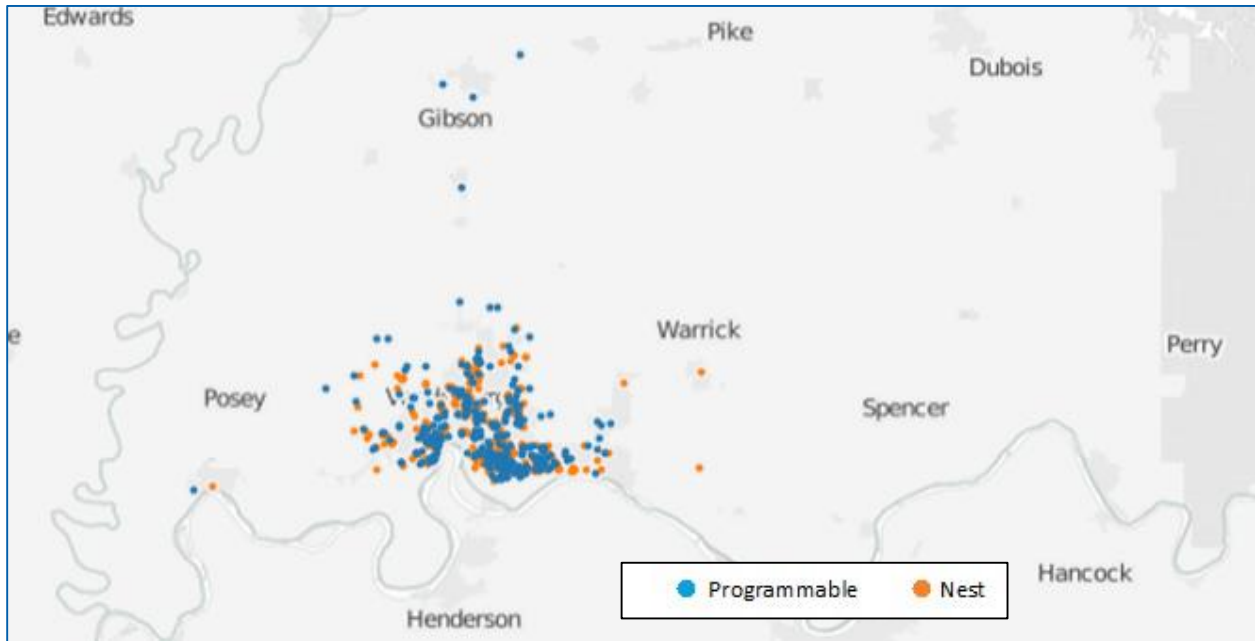 Edwards
Pike
Dubois
Gibson
Warrick
e
Perry
Posey
Spencer
Hancock
Programmable Nest
Henderson